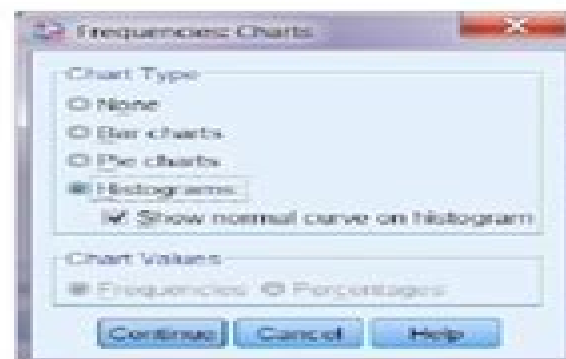 Frequencies: Charts
Chart Type
None
Bar charts
Pie charts
Histograms
Show normal curve on histogram
Chart Values
Frequencies Percentages
Continue Cancel Help